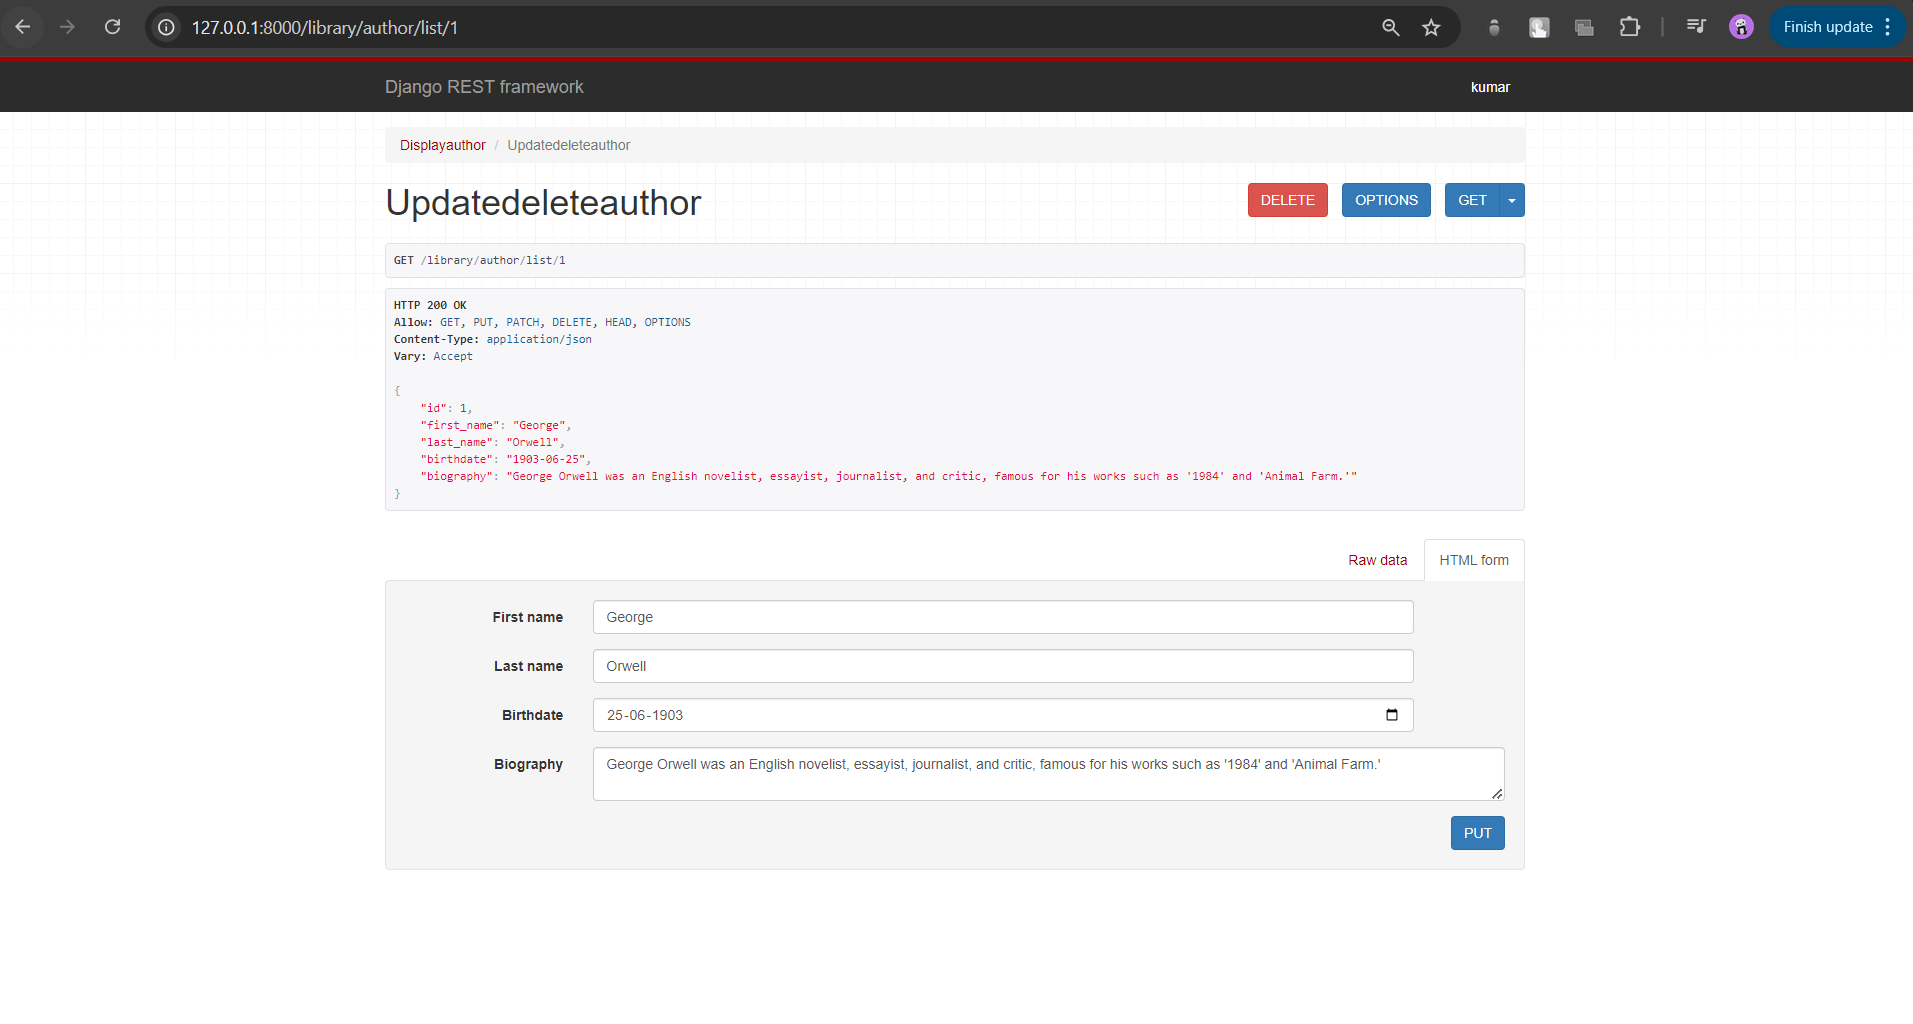 127.0.0.1:8000/library/author/list/1
Finish update
Django REST framework
kumar
Displayauthor / Updatedeleteauthor
Updatedeleteauthor
DELETE
OPTIONS
GET
GET /library/author/list/1
HTTP 200 OK
Allow: GET, PUT, PATCH, DELETE, HEAD, OPTIONS
Content-Type: application/json
Vary: Accept
{
"id": 1,
"first_name": "George",
"last_name": "Orwell",
"birthdate": "1903-06-25",
"biography": "George Orwell was an English novelist, essayist, journalist, and critic, famous for his works such as '1984' and 'Animal Farm.'"
}
Raw data
HTML form
First name George
Last name Orwell
Birthdate 25-06-1903
Biography George Orwell was an English novelist, essayist, journalist, and critic, famous for his works such as '1984' and 'Animal Farm.'
PUT